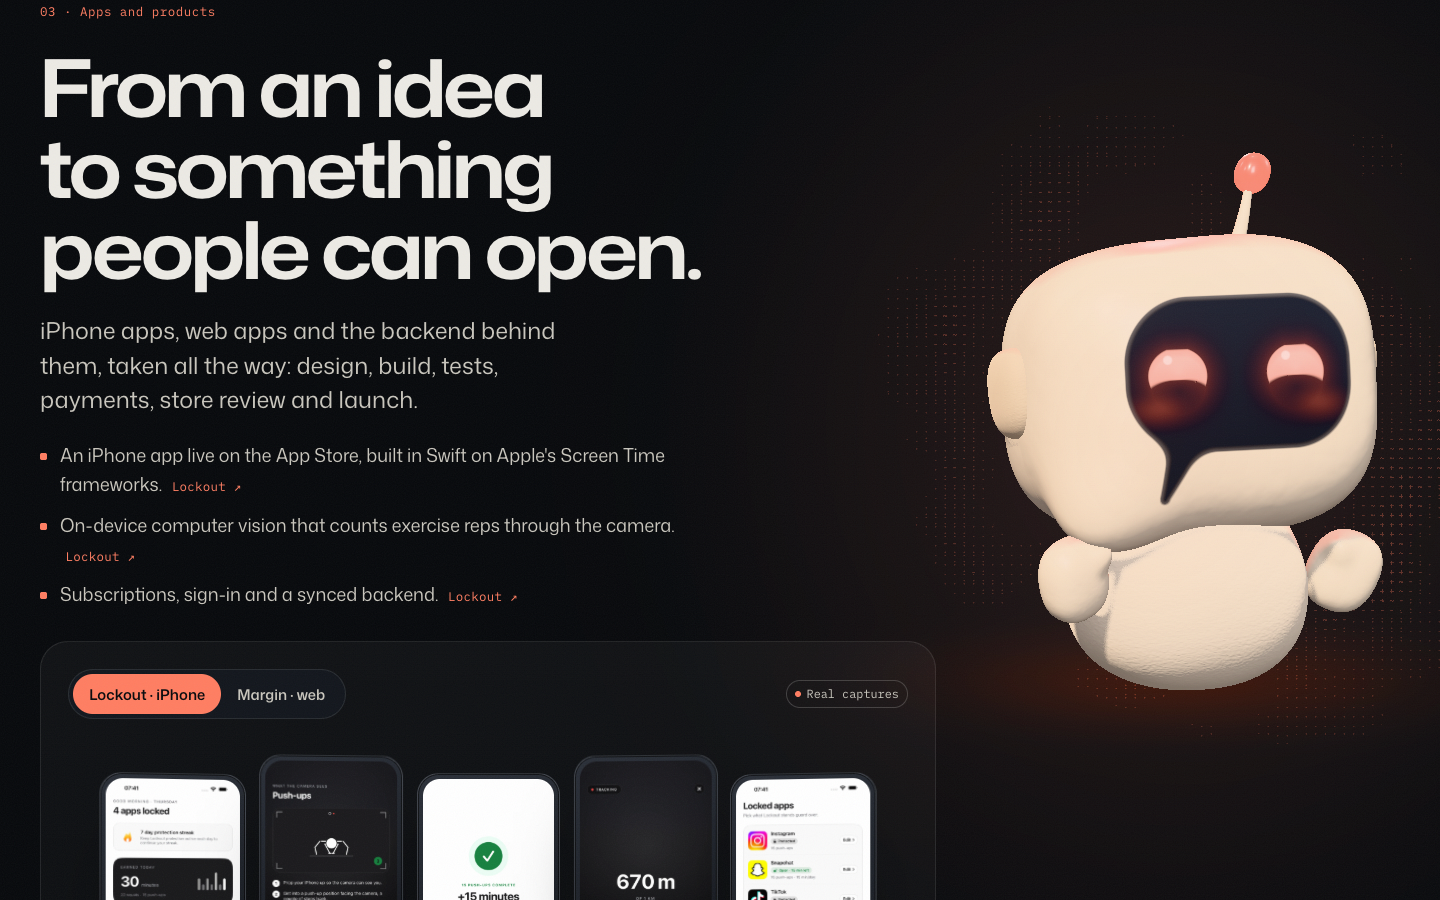 03 · Apps and products
From an idea
to something
people can open.
iPhone apps, web apps and the backend behind
them, taken all the way: design, build, tests,
payments, store review and launch.
An iPhone app live on the App Store, built in Swift on Apple's Screen Time
frameworks. Lockout ↗
On-device computer vision that counts exercise reps through the camera.
Lockout ↗
Subscriptions, sign-in and a synced backend. Lockout ↗
Lockout · iPhone
Margin · web
Real captures
07:41
4 apps locked
7 day protection streak
30 minutes
Push-ups
+15 minutes
TRACKING
670 m
07:41
Locked apps
Instagram
Snapchat
TikTok